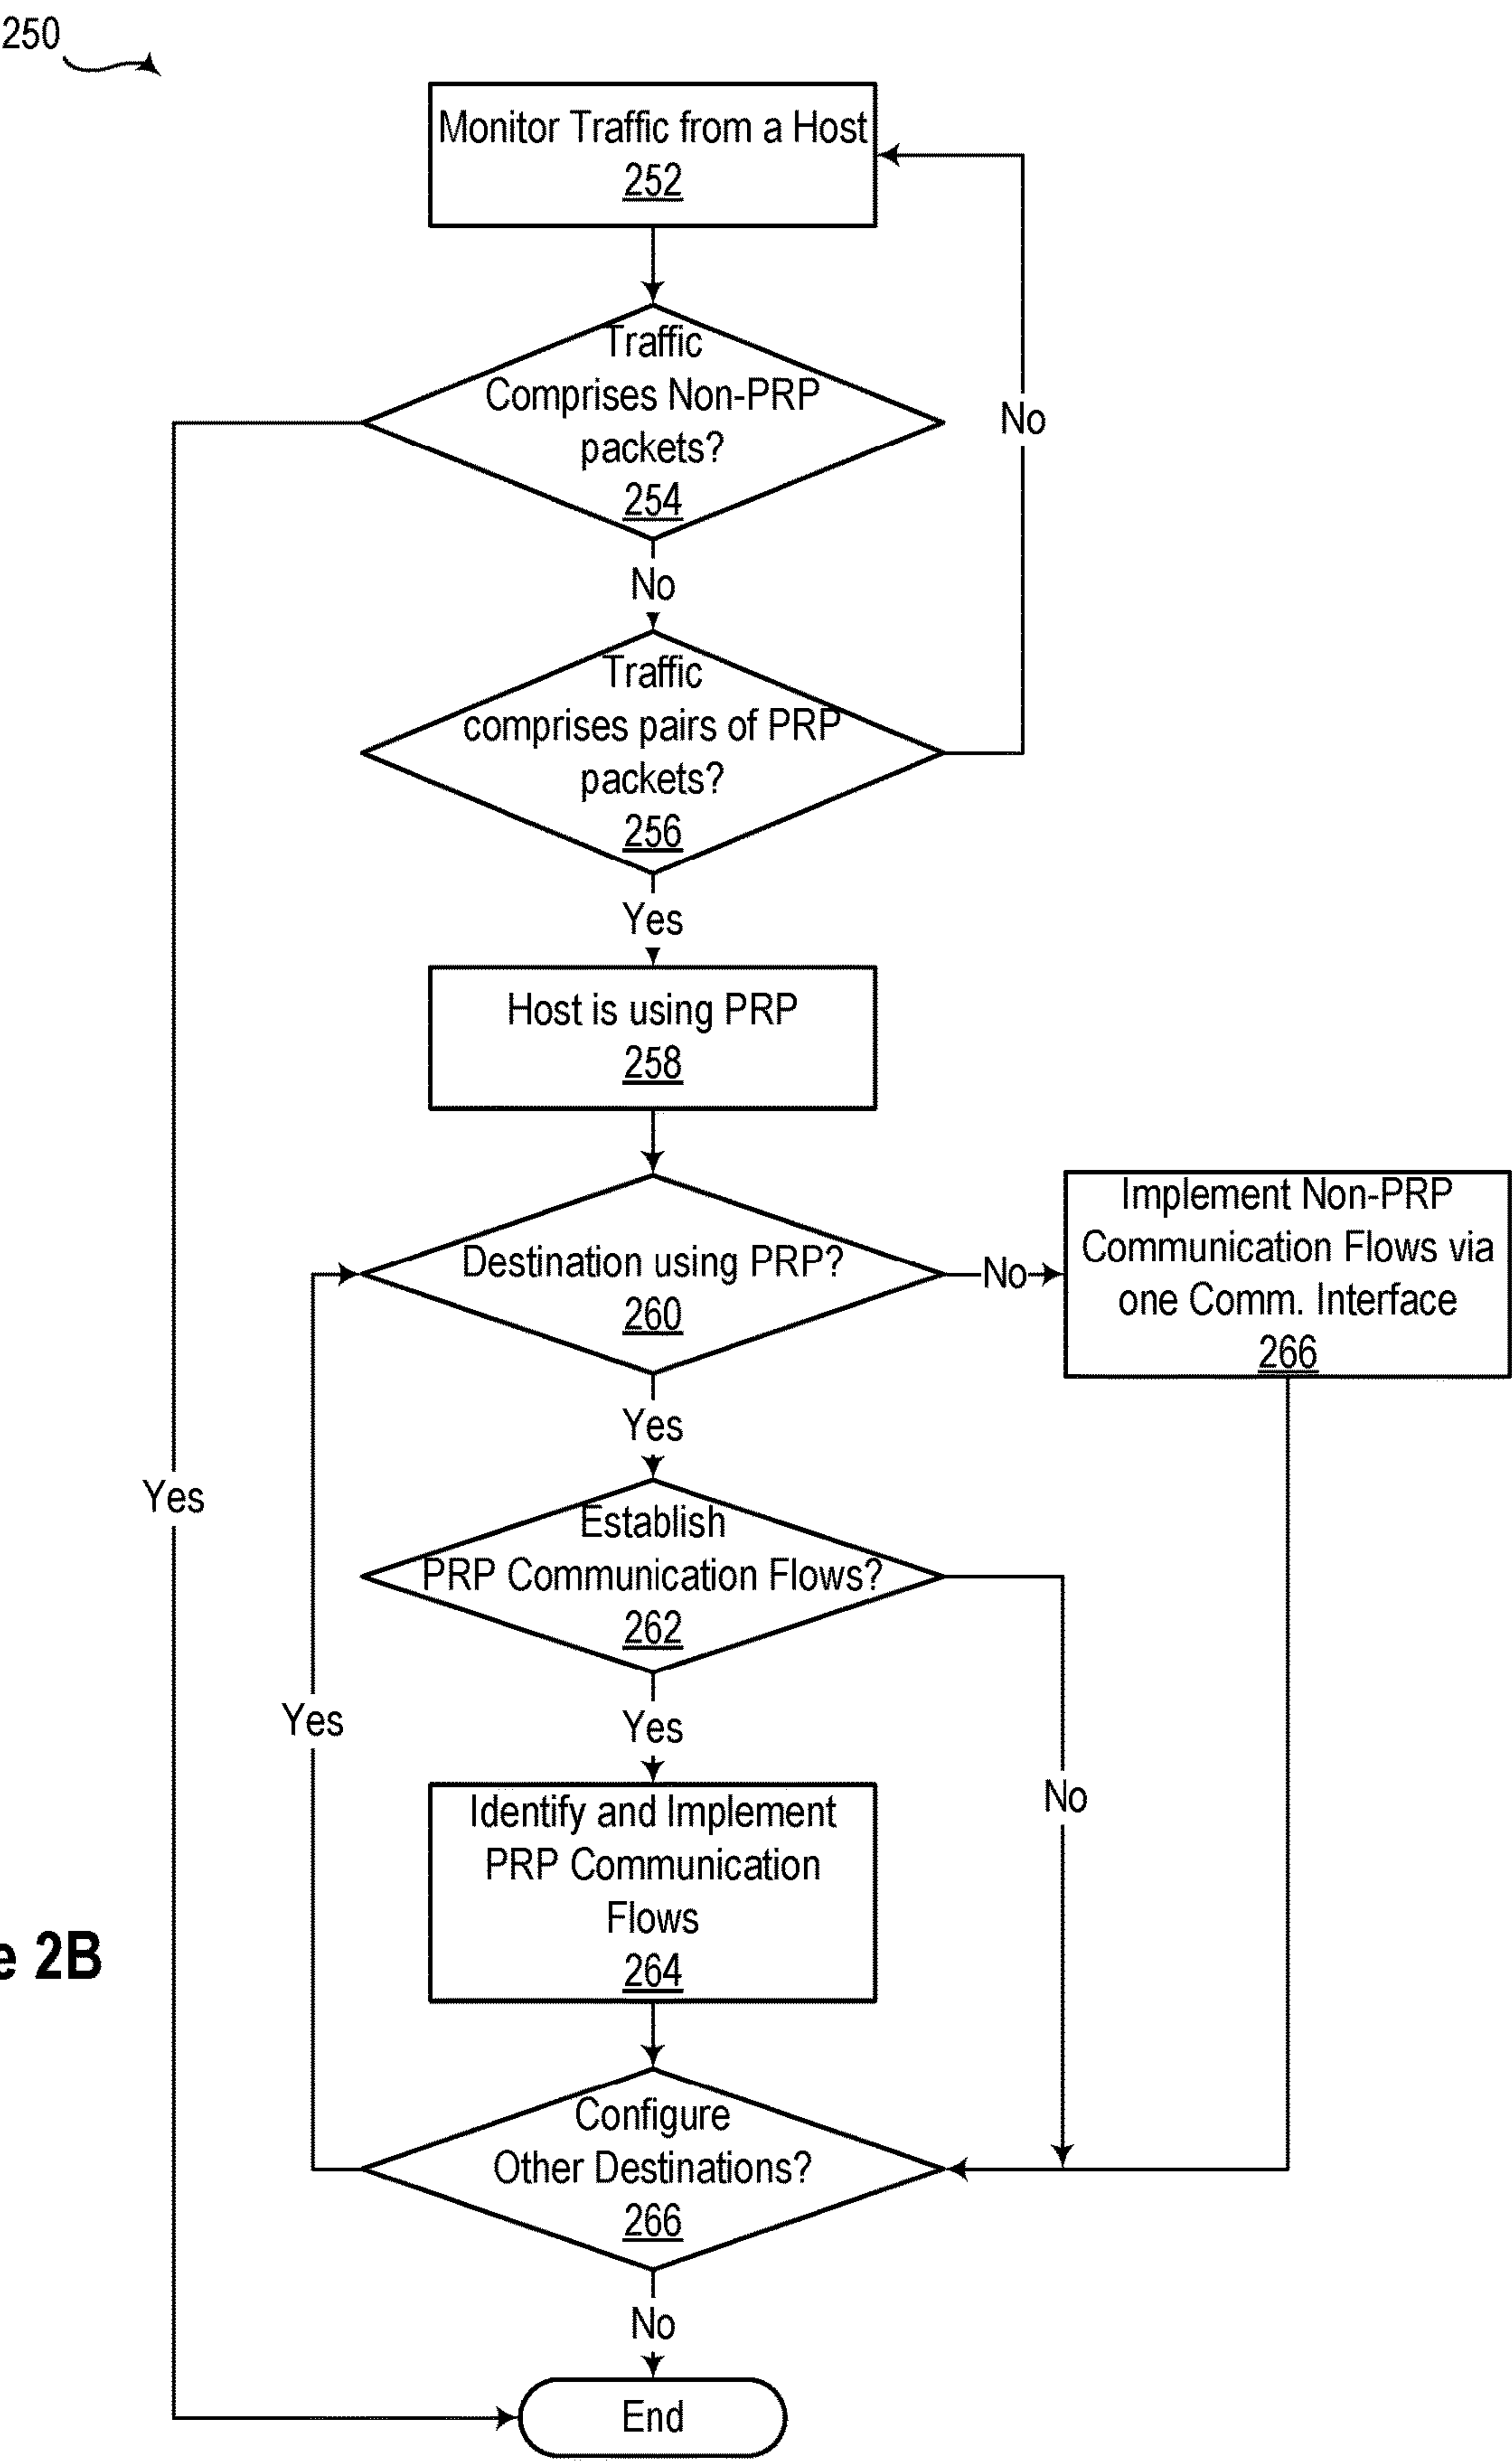 250
Monitor Traffic from a Host
252
Traffic
Comprises Non-PRP
packets?
254
No
No
Traffic
comprises pairs of PRP
packets?
256
Yes
Host is using PRP
258
Destination using PRP?
260
No
Implement Non-PRP
Communication Flows via
one Comm. Interface
266
Yes
Yes
Establish
PRP Communication Flows?
262
Yes
Yes
No
Identify and Implement
PRP Communication
Flows
264
e 2B
Configure
Other Destinations?
266
No
End